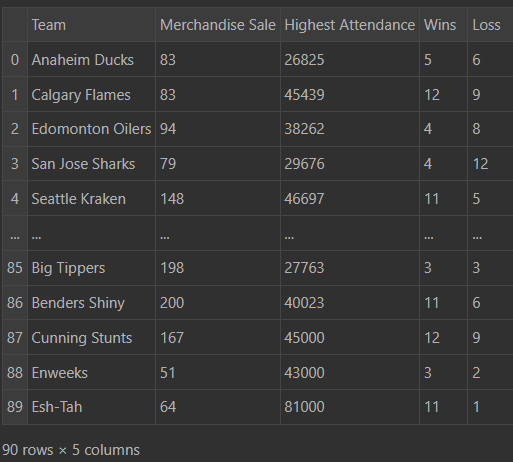 Team Merchandise Sale Highest Attendance Wins Loss
0 Anaheim Ducks 83 26825 5 6
1 Calgary Flames 83 45439 12 9
2 Edomonton Oilers 94 38262 4 8
3 San Jose Sharks 79 29676 4 12
4 Seattle Kraken 148 46697 11 5
... ... ... ... ... ...
85 Big Tippers 198 27763 3 3
86 Benders Shiny 200 40023 11 6
87 Cunning Stunts 167 45000 12 9
88 Enweeks 51 43000 3 2
89 Esh-Tah 64 81000 11 1
90 rows × 5 columns